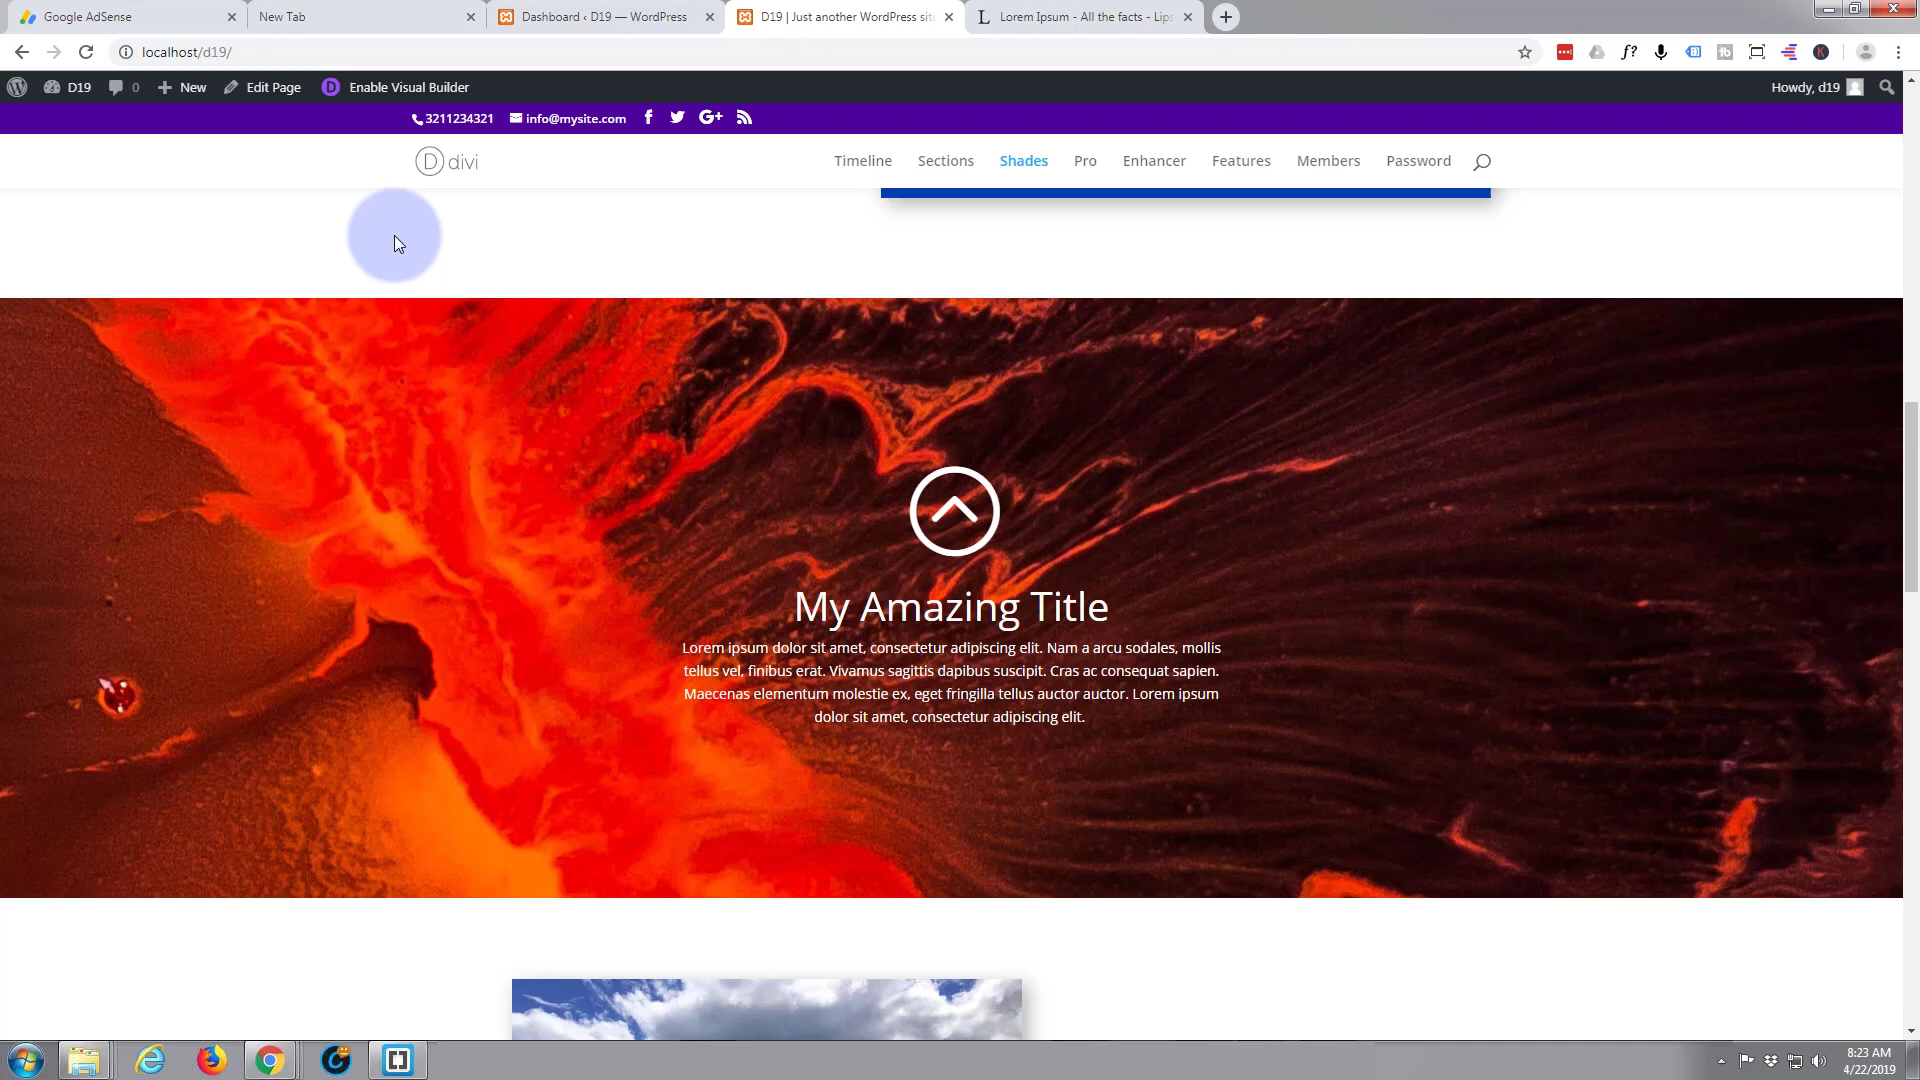 Google AdSense
New Tab
Dashboard ‹ D19 — WordPress
D19 | Just another WordPress sit
Lorem Ipsum - All the facts - Lips
localhost/d19/
D19
0
New
Edit Page
Enable Visual Builder
Howdy, d19
3211234321
info@mysite.com
divi
Timeline
Sections
Shades
Pro
Enhancer
Features
Members
Password
My Amazing Title
Lorem ipsum dolor sit amet, consectetur adipiscing elit. Nam a arcu sodales, mollis
tellus vel, finibus erat. Vivamus sagittis dapibus suscipit. Cras ac consequat sapien.
Maecenas elementum molestie ex, eget fringilla tellus auctor auctor. Lorem ipsum
dolor sit amet, consectetur adipiscing elit.
8:23 AM
4/22/2019